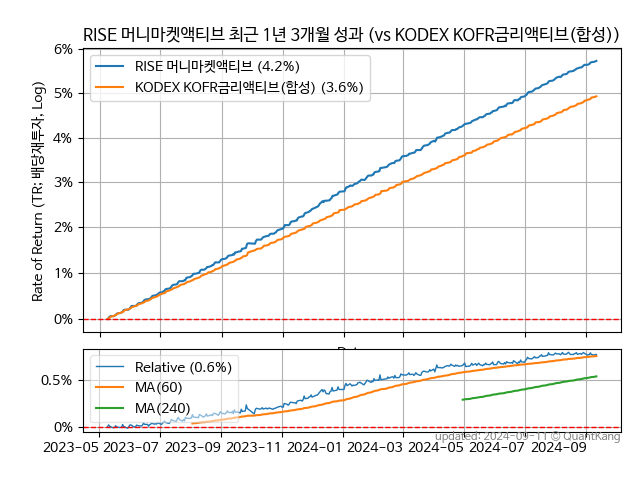 RISE 머니마켓액티브 최근 1년 3개월 성과 (vs KODEX KOFR금리액티브(합성))
Rate of Return (TR; 배당재투자, Log)
6%
5%
4%
3%
2%
1%
0%
RISE 머니마켓액티브 (4.2%)
KODEX KOFR금리액티브(합성) (3.6%)
0.5%
0%
Relative (0.6%)
MA(60)
MA(240)
2023-05 2023-07 2023-09 2023-11 2024-01 2024-03 2024-05 2024-07 2024-09
updated: 2024-09-11 © QuantKang